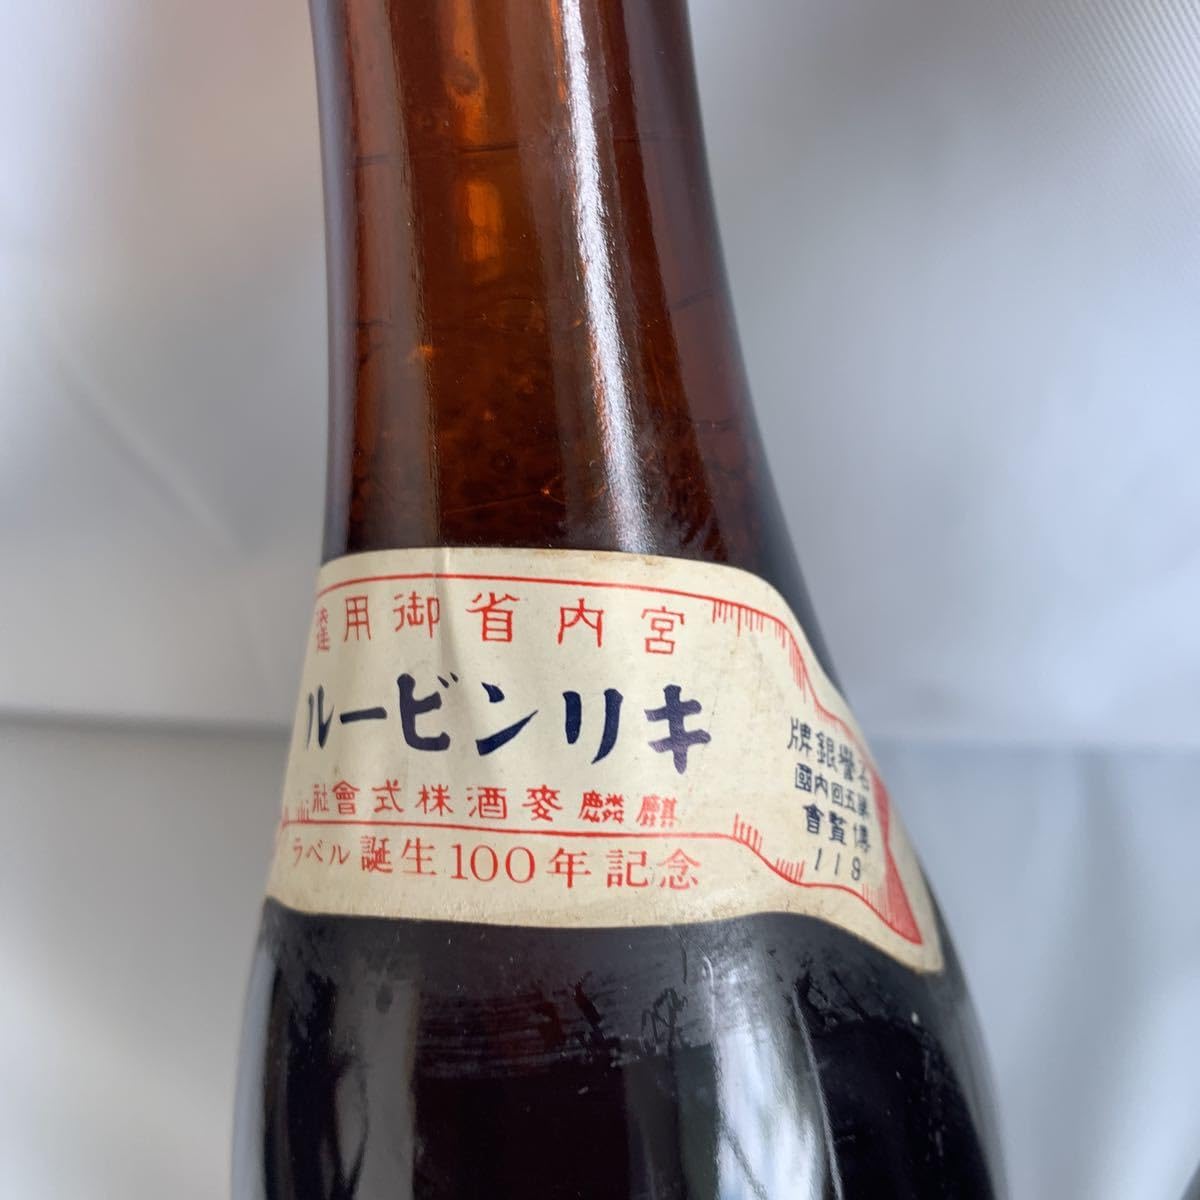 宮内省御用達
キリンビール
麒麟麥酒株式會社
ラベル 誕生100年記念
名譽銀牌
第五回内國
博覧會
119